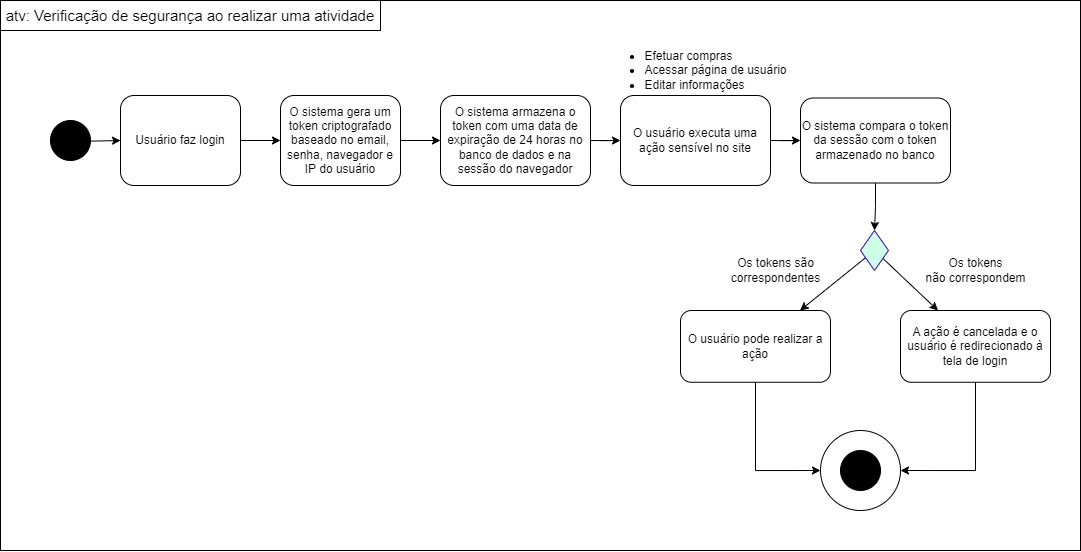 atv: Verificação de segurança ao realizar uma atividade
Efetuar compras
Acessar página de usuário
Editar informações
Usuário faz login
O sistema gera um
token criptografado
baseado no email,
senha, navegador e
IP do usuário
O sistema armazena o
token com uma data de
expiração de 24 horas no
banco de dados e na
sessão do navegador
O usuário executa uma
ação sensível no site
O sistema compara o token
da sessão com o token
armazenado no banco
Os tokens são
correspondentes
Os tokens
não correspondem
O usuário pode realizar a
ação
A ação é cancelada e o
usuário é redirecionado à
tela de login